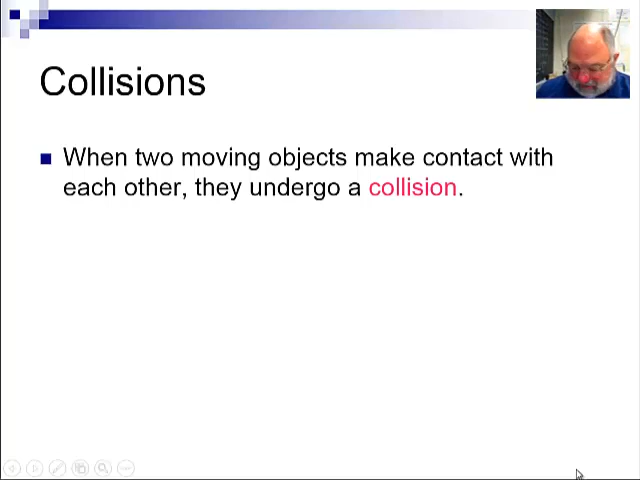 Collisions
When two moving objects make contact with
each other, they undergo a collision.